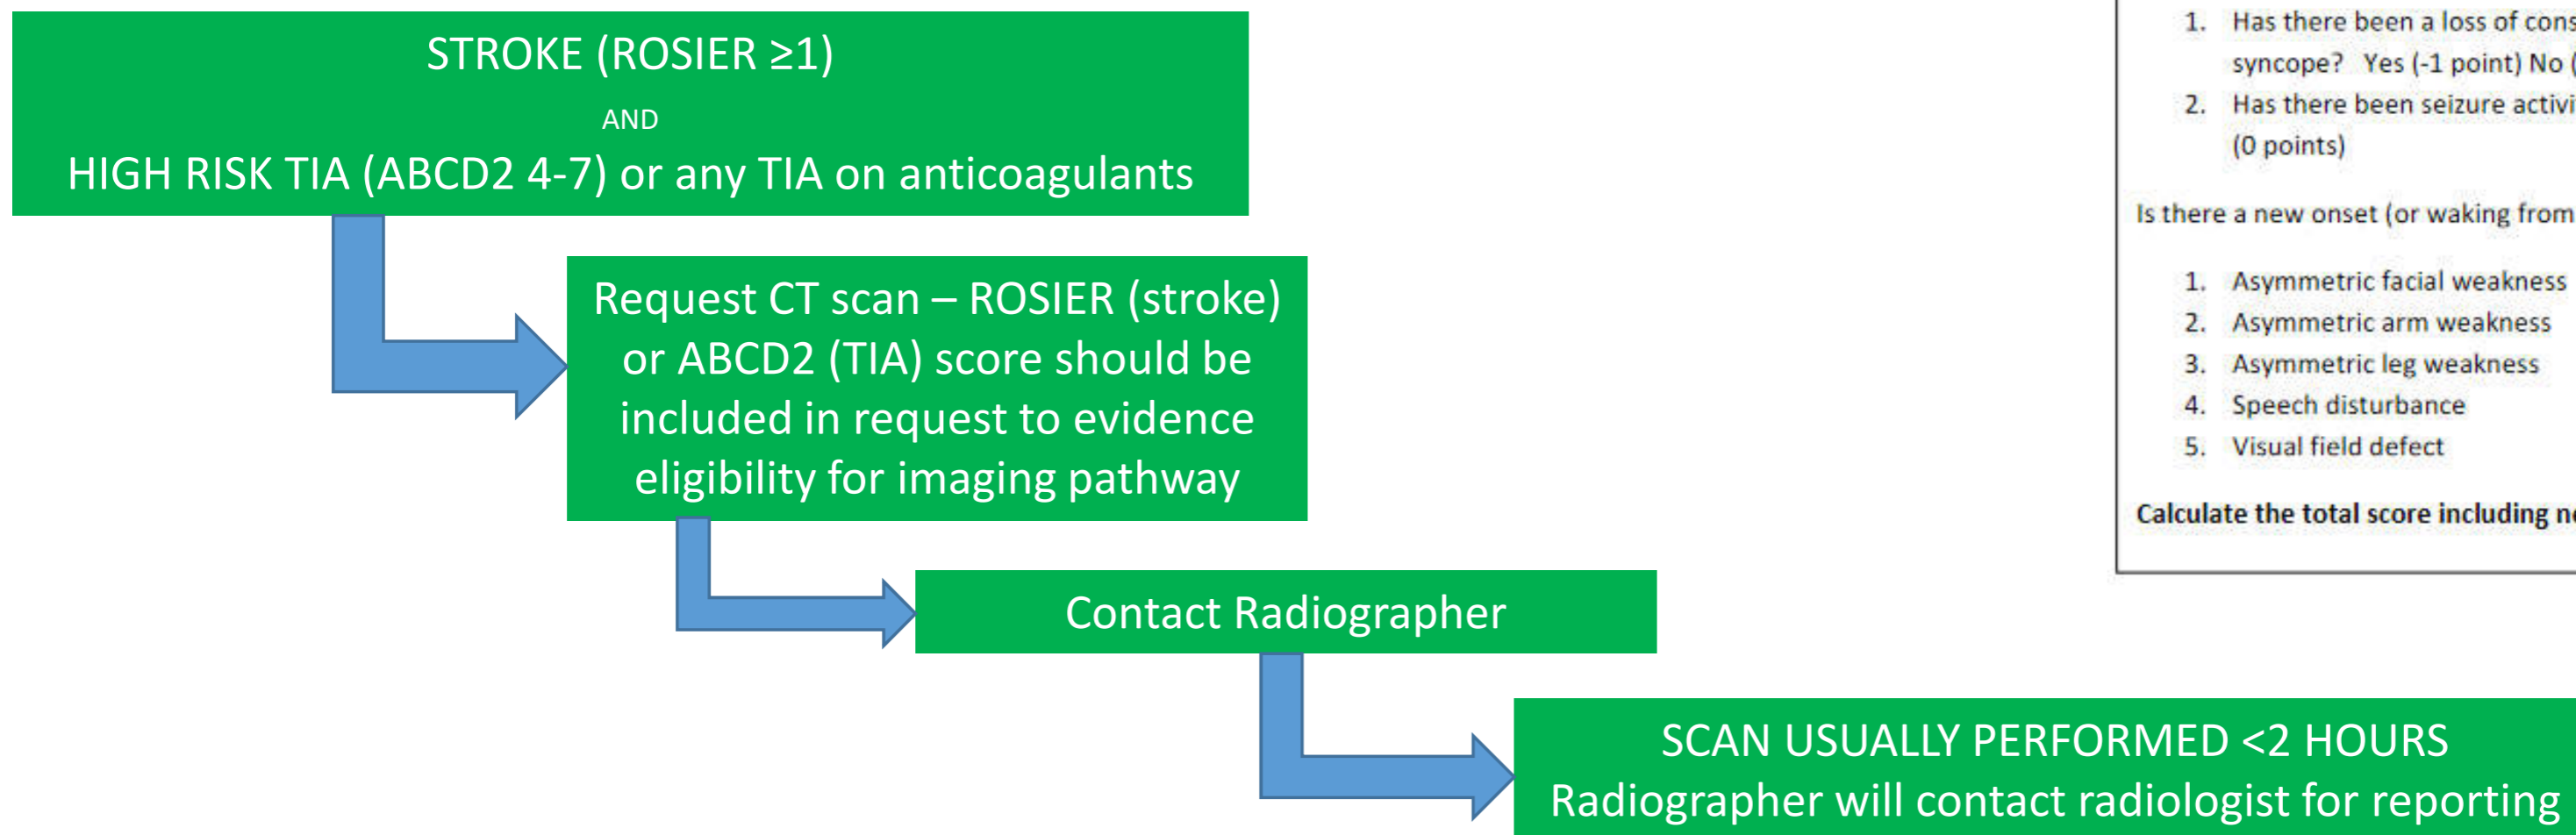 STROKE (ROSIER ≥1)
AND
HIGH RISK TIA (ABCD2 4-7) or any TIA on anticoagulants
Request CT scan – ROSIER (stroke)
or ABCD2 (TIA) score should be
included in request to evidence
eligibility for imaging pathway
Contact Radiographer
SCAN USUALLY PERFORMED <2 HOURS
Radiographer will contact radiologist for reporting
1. Has there been a loss of
syncope? Yes (-1 point) No
2. Has there been seizure
(0 points)
Is there a new onset (or waking from
1. Asymmetric facial weakness
2. Asymmetric arm weakness
3. Asymmetric leg weakness
4. Speech disturbance
5. Visual field defect
Calculate the total score including